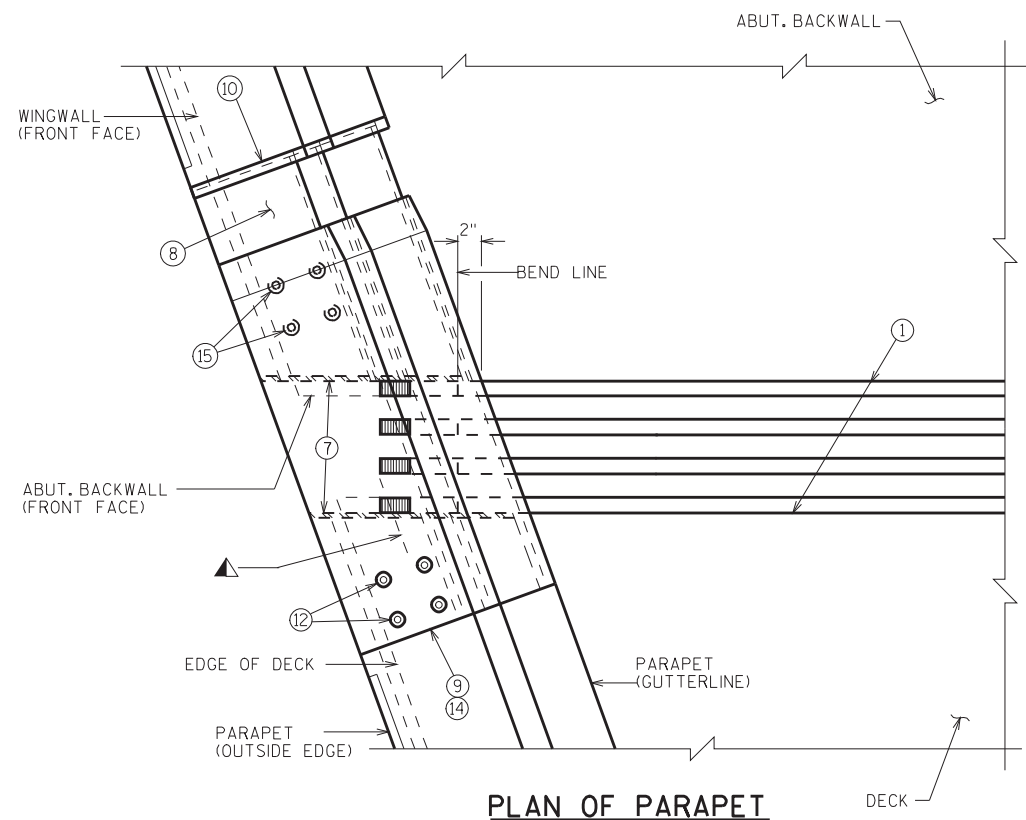 ABUT. BACKWALL
10
WINGWALL
(FRONT FACE)
8
2"
BEND LINE
15
1
7
ABUT. BACKWALL
(FRONT FACE)
12
EDGE OF DECK
9
14
PARAPET
(GUTTERLINE)
PARAPET
(OUTSIDE EDGE)
DECK
PLAN OF PARAPET